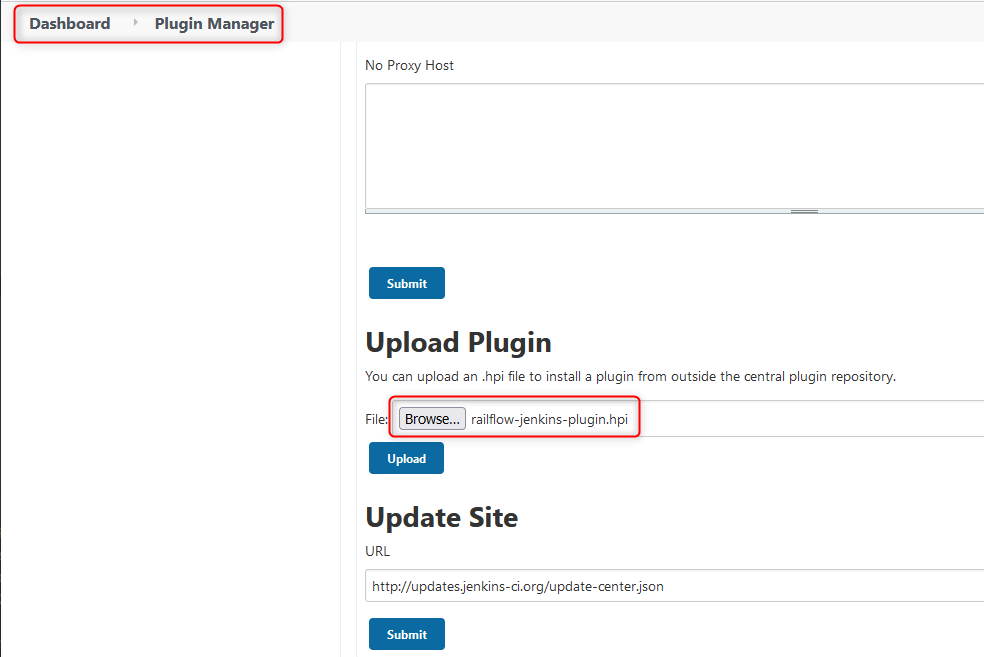 Dashboard Plugin Manager
No Proxy Host
Submit
Upload Plugin
You can upload an .hpi file to install a plugin from outside the central plugin repository.
File: Browse... railflow-jenkins-plugin.hpi
Upload
Update Site
URL
http://updates.jenkins-ci.org/update-center.json
Submit